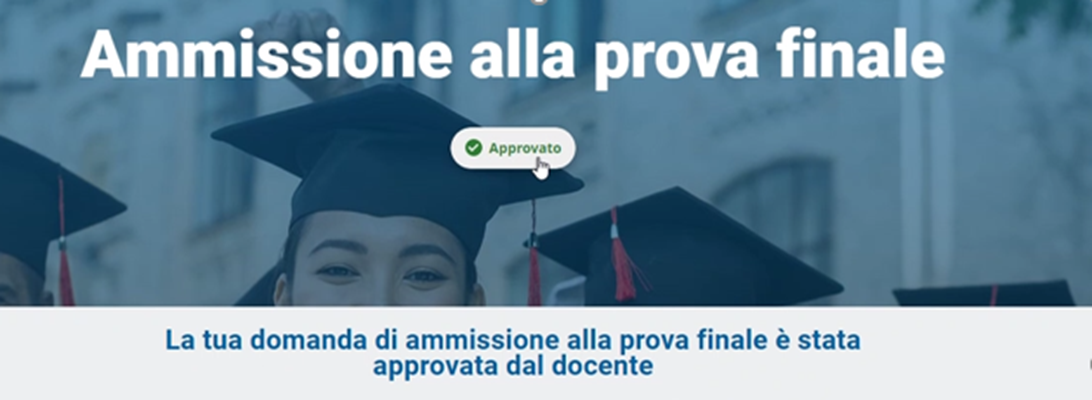 Ammissione alla prova finale
Approvato
La tua domanda di ammissione alla prova finale è stata
approvata dal docente